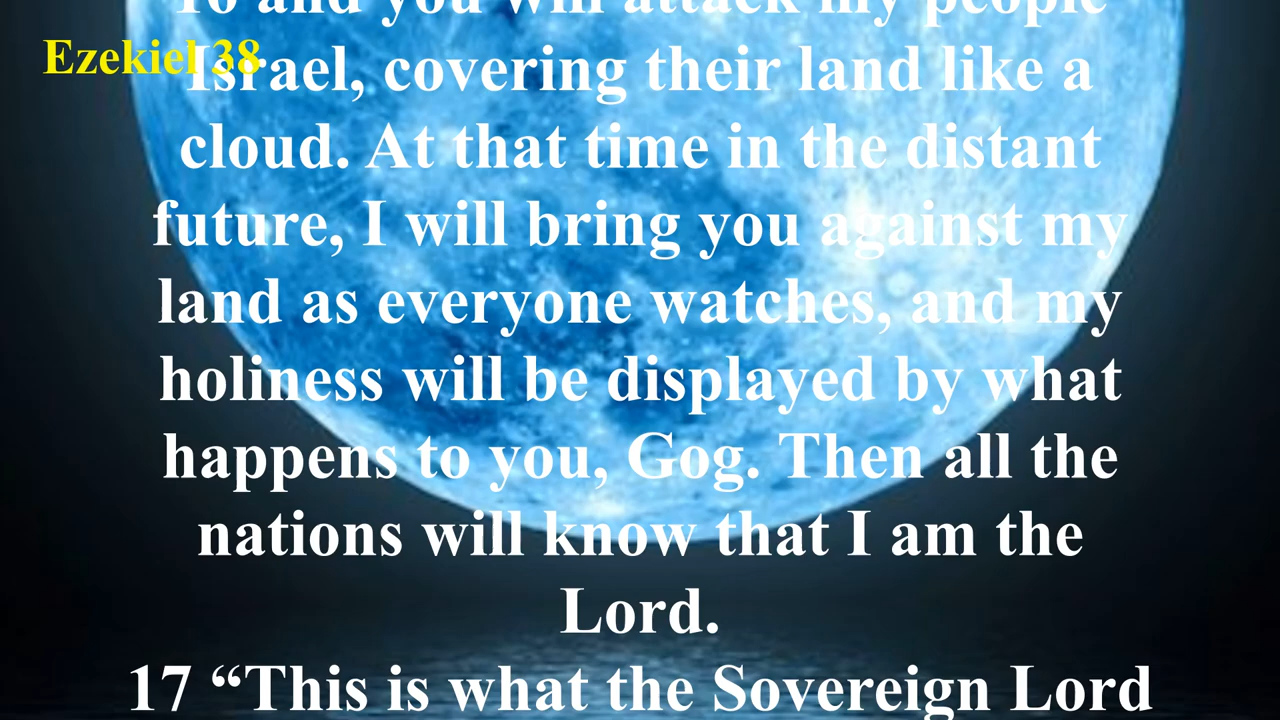 16 and you will attack my people
Ezekiel 38
Israel, covering their land like a
cloud. At that time in the distant
future, I will bring you against my
land as everyone watches, and my
holiness will be displayed by what
happens to you, Gog. Then all the
nations will know that I am the
Lord.
17 “This is what the Sovereign Lord